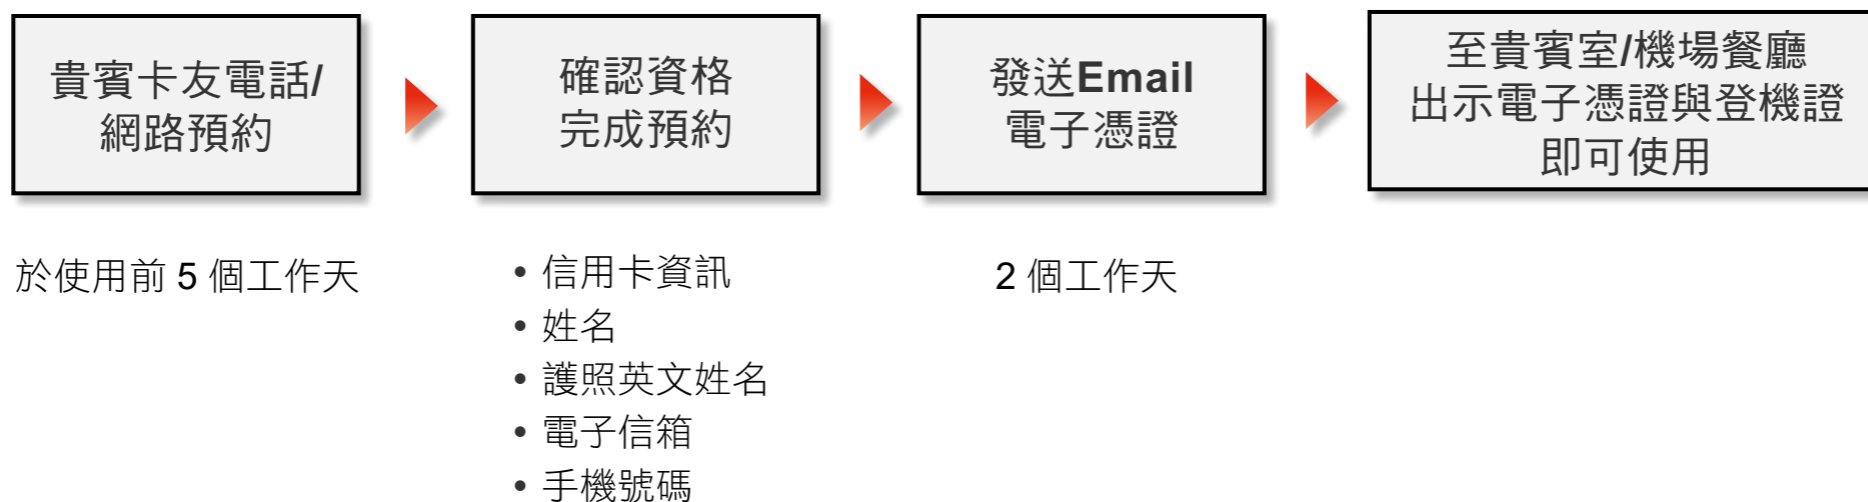 貴賓卡友電話/
網路預約
確認資格
完成預約
發送Email
電子憑證
至貴賓室/機場餐廳
出示電子憑證與登機證
即可使用
於使用前 5 個工作天
• 信用卡資訊
• 姓名
• 護照英文姓名
• 電子信箱
• 手機號碼
2 個工作天